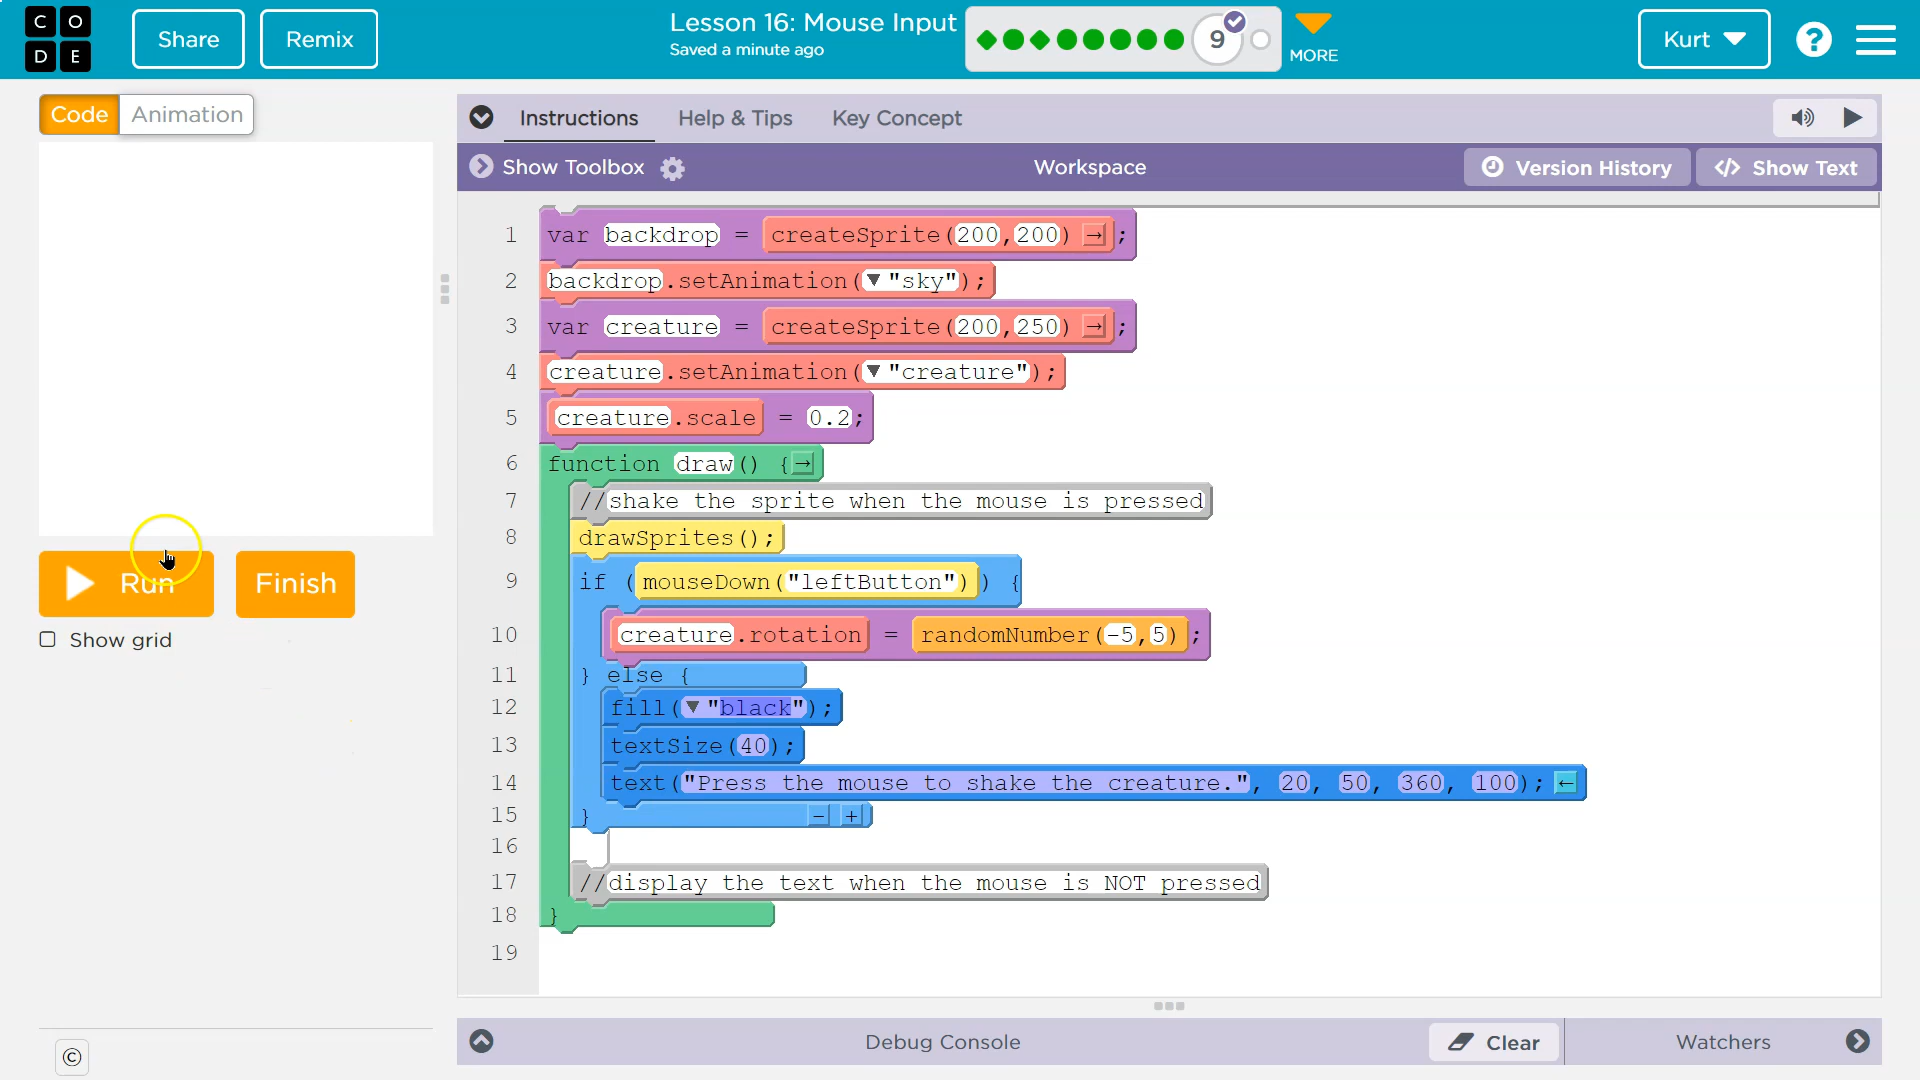 C O D E
Share
Remix
Lesson 16: Mouse Input
Saved a minute ago
9
MORE
Kurt
?
Code
Animation
Instructions
Help & Tips
Key Concept
Show Toolbox
Workspace
Version History
</> Show Text
1 var backdrop = createSprite(200,200) → ;
2 backdrop.setAnimation(▼ "sky");
3 var creature = createSprite(200,250) → ;
4 creature.setAnimation(▼ "creature");
5 creature.scale = 0.2;
6 function draw() { →
7 //shake the sprite when the mouse is pressed
8 drawSprites();
9 if (mouseDown("leftButton")) {
10 creature.rotation = randomNumber(-5,5);
11 } else {
12 fill(▼ "black");
13 textSize(40);
14 text("Press the mouse to shake the creature.", 20, 50, 360, 100); ←
15 } - +
16
17 //display the text when the mouse is NOT pressed
18 }
19
Run
Finish
Show grid
©
Debug Console
Clear
Watchers